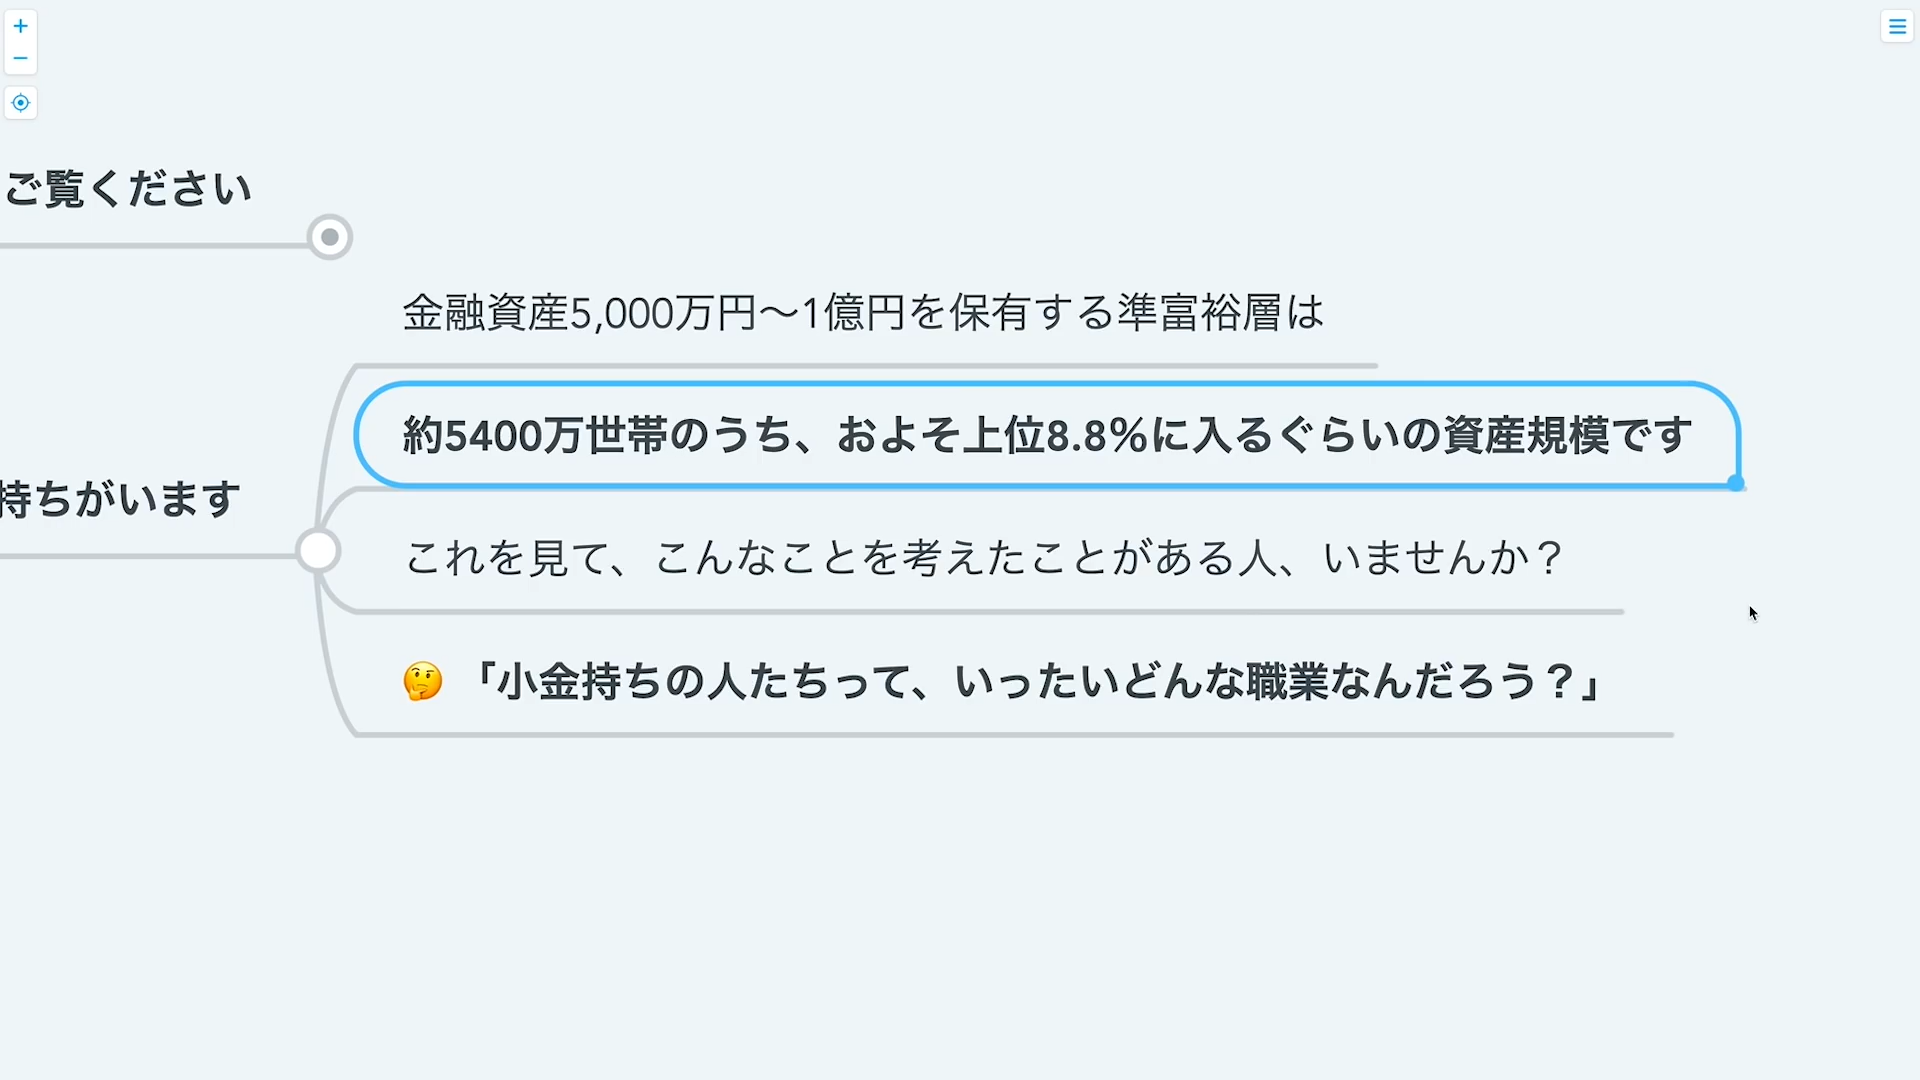 ご覧ください
金融資産5,000万円〜1億円を保有する準富裕層は
約5400万世帯のうち、およそ上位8.8%に入るぐらいの資産規模です
持ちがいます
これを見て、こんなことを考えたことがある人、いませんか？
🤔 「小金持ちの人たちって、いったいどんな職業なんだろう？」